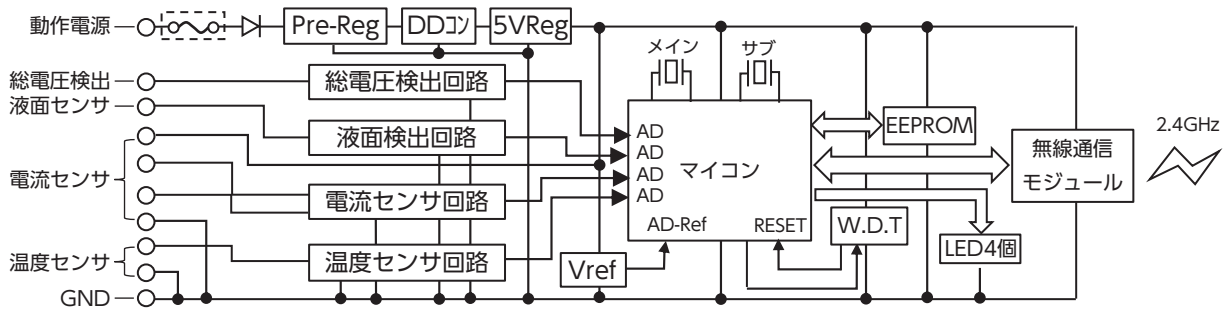 動作電源
Pre-Reg
DDコン
5VReg
メイン
サブ
総電圧検出
総電圧検出回路
液面センサ
液面検出回路
AD
AD
AD
AD
マイコン
EEPROM
2.4GHz
無線通信
モジュール
電流センサ
電流センサ回路
AD-Ref
RESET
W.D.T
LED4個
温度センサ
温度センサ回路
Vref
GND